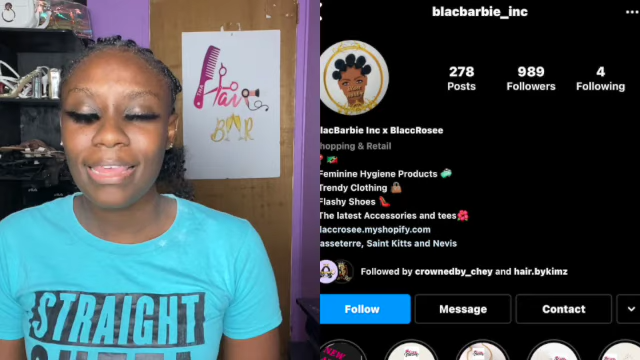 Hair
BAR
STRAIGHT
blacbarbie_inc
278
989
4
Posts
Followers
Following
lacBarbie Inc x BlaccRosee
hopping & Retail
Feminine Hygiene Products
Trendy Clothing
Flashy Shoes
The latest Accessories and tees
laccrosee.myshopify.com
asseterre, Saint Kitts and Nevis
Followed by crownedby_chey and hair.bykimz
Follow
Message
Contact